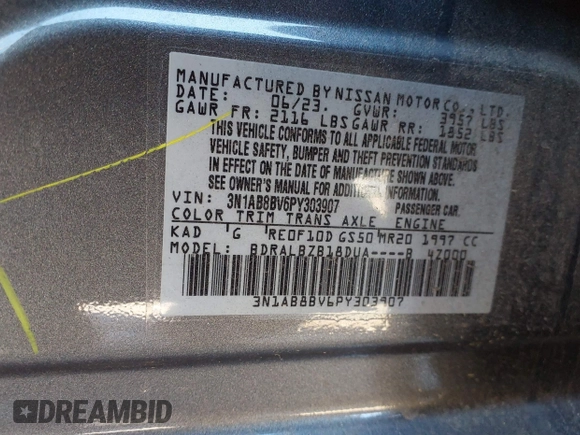 MANUFACTURED BY NISSAN MOTOR CO., LTD.
DATE: 06/23. GVWR: 3957 LBS
GAWR FR: 2116 LBS GAWR RR: 1852 LBS
THIS VEHICLE CONFORMS TO ALL APPLICABLE FEDERAL MOTOR
VEHICLE SAFETY, BUMPER AND THEFT PREVENTION STANDARDS
IN EFFECT ON THE DATE OF MANUFACTURE SHOWN ABOVE.
SEE OWNER'S MANUAL FOR ADDITIONAL INFORMATION.
VIN: 3N1AB8BV6PY303907 PASSENGER CAR.
COLOR TRIM TRANS AXLE ENGINE
KAD G RE0F10D GS50 MR20 1997 CC
MODEL: BDRALBZB18DUA----B 4Z000
3N1AB8BV6PY303907
DREAMBID